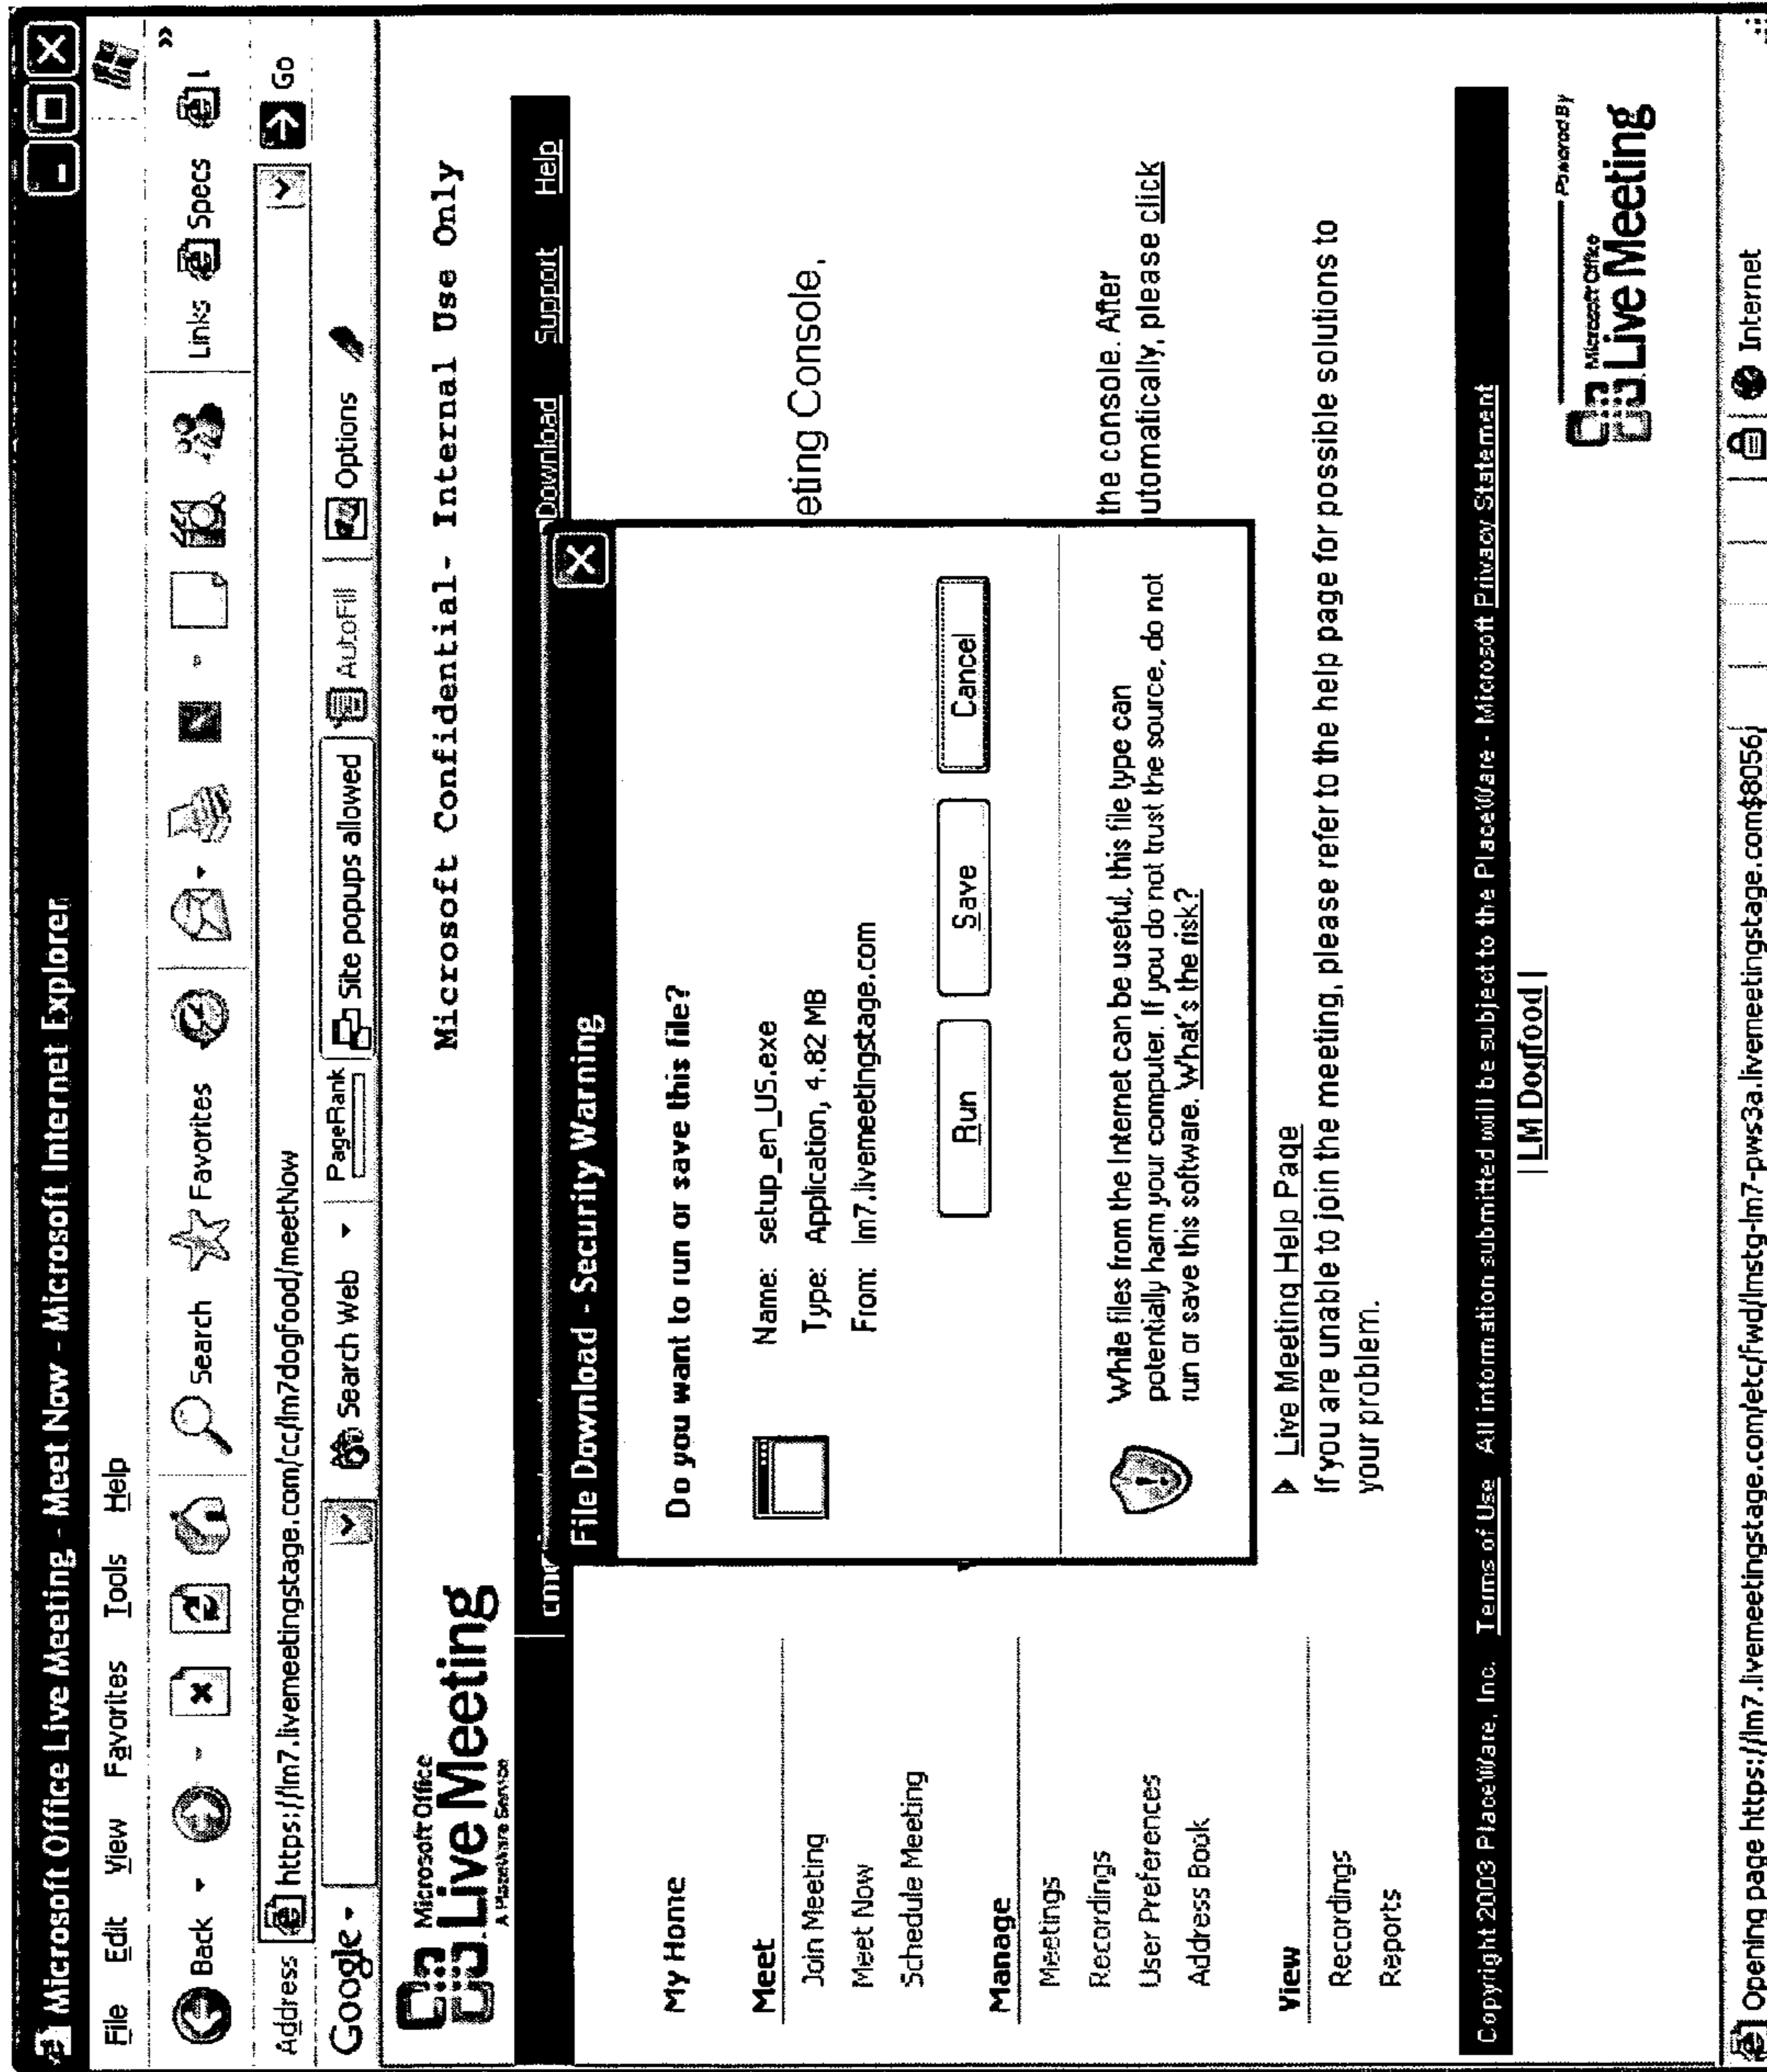 Microsoft Office Live Meeting - Meet Now - Microsoft Internet Explorer
File Edit View Favorites Tools Help
Back Search Favorites Links Specs
Address https://lm7.livemeetingstage.com/cc/lm7dogfood/meetNow Go
Google Search Web PageRank Site popups allowed AutoFill Options
Microsoft Office
Live Meeting
A PlaceWare Service
Microsoft Confidential- Internal Use Only
Download Support Help
My Home
Meet
Join Meeting
Meet Now
Schedule Meeting
Manage
Meetings
Recordings
User Preferences
Address Book
View
Recordings
Reports
File Download - Security Warning
Do you want to run or save this file?
Name: setup_en_US.exe
Type: Application, 4.82 MB
From: lm7.livemeetingstage.com
Run Save Cancel
While files from the Internet can be useful, this file type can
potentially harm your computer. If you do not trust the source, do not
run or save this software. What's the risk?
eting Console,
the console. After
utomatically, please click
Live Meeting Help Page
If you are unable to join the meeting, please refer to the help page for possible solutions to
your problem.
Copyright 2003 PlaceWare, Inc. Terms of Use All information submitted will be subject to the PlaceWare - Microsoft Privacy Statement
| LM Dogfood |
Powered By
Microsoft Office
Live Meeting
Opening page https://lm7.livemeetingstage.com/etc/fwd/lmstg-lm7-pws3a.livemeetingstage.com$8056/ Internet